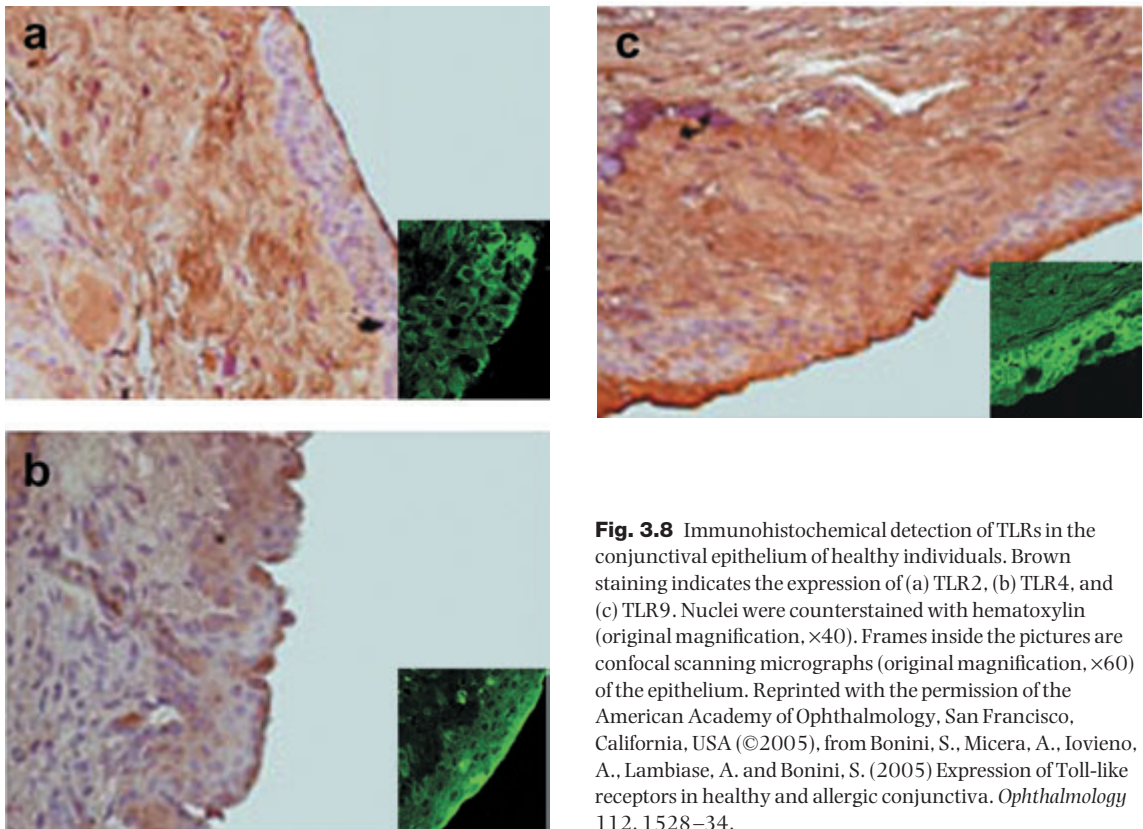 a
c
b
Fig. 3.8 Immunohistochemical detection of TLRs in the
conjunctival epithelium of healthy individuals. Brown
staining indicates the expression of (a) TLR2, (b) TLR4, and
(c) TLR9. Nuclei were counterstained with hematoxylin
(original magnification, ×40). Frames inside the pictures are
confocal scanning micrographs (original magnification, ×60)
of the epithelium. Reprinted with the permission of the
American Academy of Ophthalmology, San Francisco,
California, USA (©2005), from Bonini, S., Micera, A., Iovieno,
A., Lambiase, A. and Bonini, S. (2005) Expression of Toll-like
receptors in healthy and allergic conjunctiva. Ophthalmology
112, 1528–34.